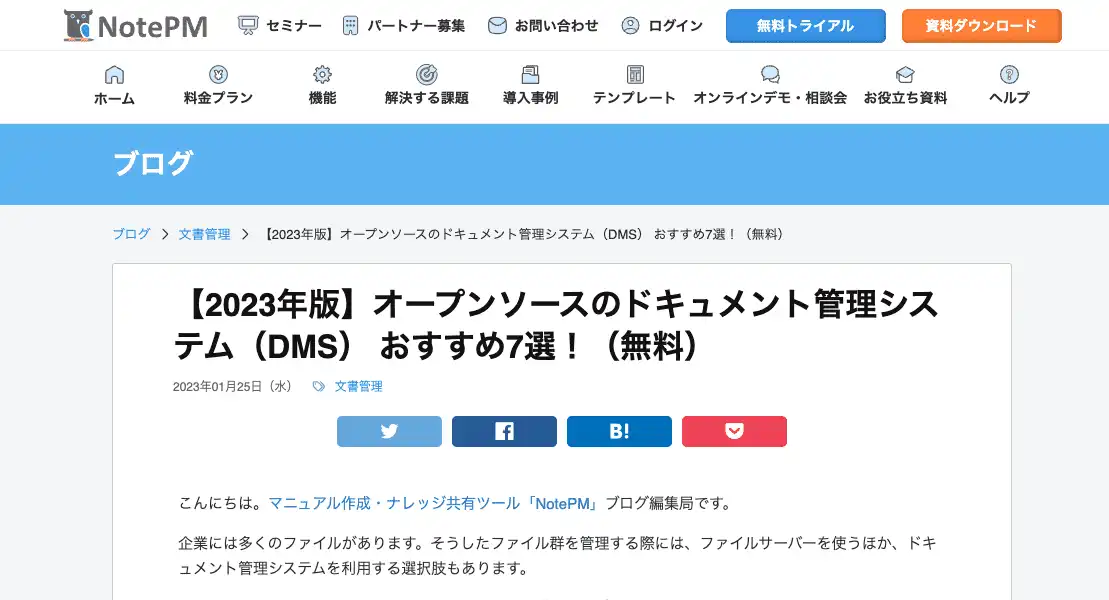 NotePM セミナー パートナー募集 お問い合わせ ログイン 無料トライアル 資料ダウンロード
ホーム 料金プラン 機能 解決する課題 導入事例 テンプレート オンラインデモ・相談会 お役立ち資料 ヘルプ
ブログ
ブログ > 文書管理 > 【2023年版】オープンソースのドキュメント管理システム（DMS） おすすめ7選！（無料）
【2023年版】オープンソースのドキュメント管理シス
テム（DMS） おすすめ7選！（無料）
2023年01月25日（水） 文書管理
B!
こんにちは。マニュアル作成・ナレッジ共有ツール「NotePM」ブログ編集局です。
企業には多くのファイルがあります。そうしたファイル群を管理する際には、ファイルサーバーを使うほか、ドキ
ュメント管理システムを利用する選択肢もあります。